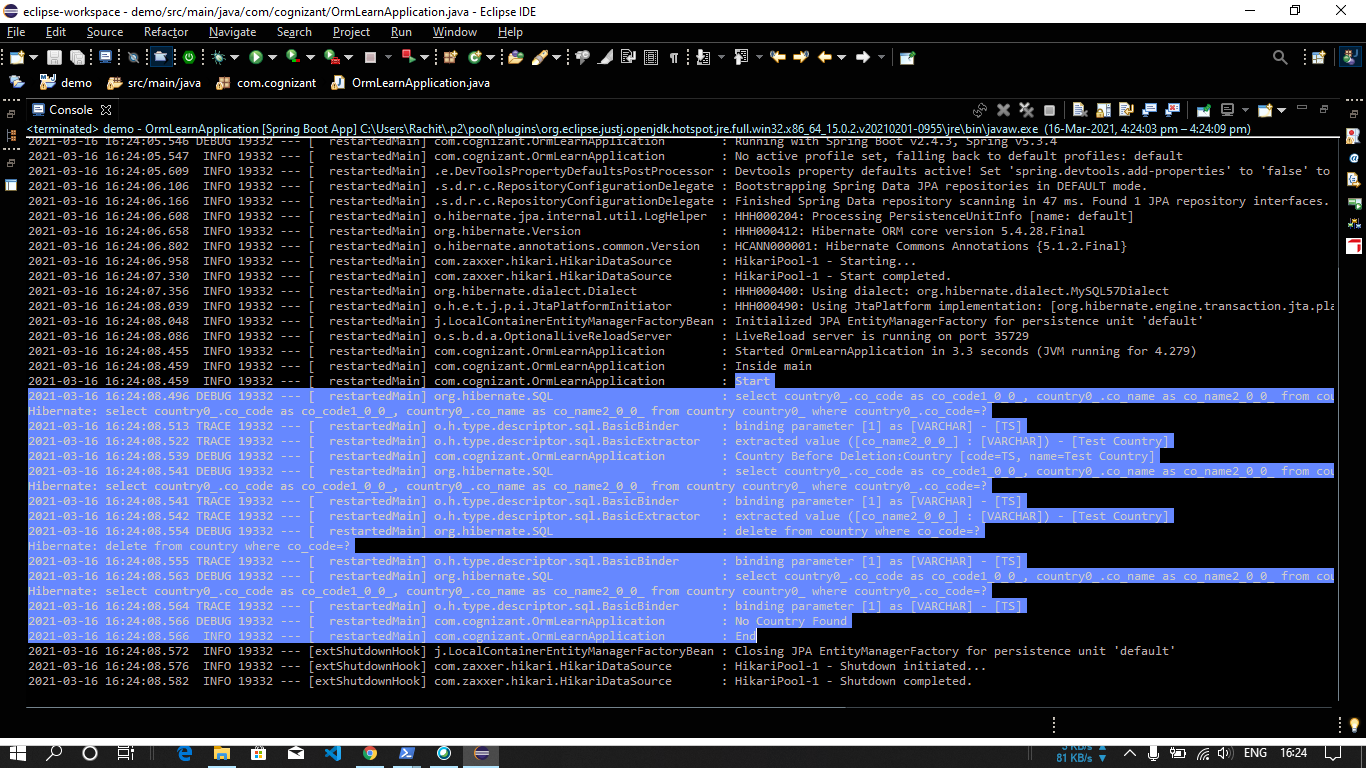 eclipse-workspace - demo/src/main/java/com/cognizant/OrmLearnApplication.java - Eclipse IDE
File Edit Source Refactor Navigate Search Project Run Window Help
demo src/main/java com.cognizant OrmLearnApplication.java
Console
<terminated> demo - OrmLearnApplication [Spring Boot App] C:\Users\Rachit\.p2\pool\plugins\org.eclipse.justj.openjdk.hotspot.jre.full.win32.x86_64_15.0.2.v20210201-0955\jre\bin\javaw.exe (16-Mar-2021, 4:24:03 pm – 4:24:09 pm)
2021-03-16 16:24:05.546 DEBUG 19332 --- [  restartedMain] com.cognizant.OrmLearnApplication        : Running with Spring Boot v2.4.3, Spring v5.3.4
2021-03-16 16:24:05.547  INFO 19332 --- [  restartedMain] com.cognizant.OrmLearnApplication        : No active profile set, falling back to default profiles: default
2021-03-16 16:24:05.609  INFO 19332 --- [  restartedMain] .e.DevToolsPropertyDefaultsPostProcessor : Devtools property defaults active! Set 'spring.devtools.add-properties' to 'false' to
2021-03-16 16:24:06.106  INFO 19332 --- [  restartedMain] .s.d.r.c.RepositoryConfigurationDelegate : Bootstrapping Spring Data JPA repositories in DEFAULT mode.
2021-03-16 16:24:06.166  INFO 19332 --- [  restartedMain] .s.d.r.c.RepositoryConfigurationDelegate : Finished Spring Data repository scanning in 47 ms. Found 1 JPA repository interfaces.
2021-03-16 16:24:06.608  INFO 19332 --- [  restartedMain] o.hibernate.jpa.internal.util.LogHelper  : HHH000204: Processing PersistenceUnitInfo [name: default]
2021-03-16 16:24:06.658  INFO 19332 --- [  restartedMain] org.hibernate.Version                    : HHH000412: Hibernate ORM core version 5.4.28.Final
2021-03-16 16:24:06.802  INFO 19332 --- [  restartedMain] o.hibernate.annotations.common.Version   : HCANN000001: Hibernate Commons Annotations {5.1.2.Final}
2021-03-16 16:24:06.958  INFO 19332 --- [  restartedMain] com.zaxxer.hikari.HikariDataSource       : HikariPool-1 - Starting...
2021-03-16 16:24:07.330  INFO 19332 --- [  restartedMain] com.zaxxer.hikari.HikariDataSource       : HikariPool-1 - Start completed.
2021-03-16 16:24:07.356  INFO 19332 --- [  restartedMain] org.hibernate.dialect.Dialect            : HHH000400: Using dialect: org.hibernate.dialect.MySQL57Dialect
2021-03-16 16:24:08.039  INFO 19332 --- [  restartedMain] o.h.e.t.j.p.i.JtaPlatformInitiator       : HHH000490: Using JtaPlatform implementation: [org.hibernate.engine.transaction.jta.pla
2021-03-16 16:24:08.048  INFO 19332 --- [  restartedMain] j.LocalContainerEntityManagerFactoryBean : Initialized JPA EntityManagerFactory for persistence unit 'default'
2021-03-16 16:24:08.086  INFO 19332 --- [  restartedMain] o.s.b.d.a.OptionalLiveReloadServer       : LiveReload server is running on port 35729
2021-03-16 16:24:08.455  INFO 19332 --- [  restartedMain] com.cognizant.OrmLearnApplication        : Started OrmLearnApplication in 3.3 seconds (JVM running for 4.279)
2021-03-16 16:24:08.459  INFO 19332 --- [  restartedMain] com.cognizant.OrmLearnApplication        : Inside main
2021-03-16 16:24:08.459  INFO 19332 --- [  restartedMain] com.cognizant.OrmLearnApplication        : Start
2021-03-16 16:24:08.496 DEBUG 19332 --- [  restartedMain] org.hibernate.SQL                        : select country0_.co_code as co_code1_0_0_, country0_.co_name as co_name2_0_0_ from cou
Hibernate: select country0_.co_code as co_code1_0_0_, country0_.co_name as co_name2_0_0_ from country country0_ where country0_.co_code=?
2021-03-16 16:24:08.513 TRACE 19332 --- [  restartedMain] o.h.type.descriptor.sql.BasicBinder      : binding parameter [1] as [VARCHAR] - [TS]
2021-03-16 16:24:08.522 TRACE 19332 --- [  restartedMain] o.h.type.descriptor.sql.BasicExtractor   : extracted value ([co_name2_0_0_] : [VARCHAR]) - [Test Country]
2021-03-16 16:24:08.539 DEBUG 19332 --- [  restartedMain] com.cognizant.OrmLearnApplication        : Country Before Deletion:Country [code=TS, name=Test Country]
2021-03-16 16:24:08.541 DEBUG 19332 --- [  restartedMain] org.hibernate.SQL                        : select country0_.co_code as co_code1_0_0_, country0_.co_name as co_name2_0_0_ from cou
Hibernate: select country0_.co_code as co_code1_0_0_, country0_.co_name as co_name2_0_0_ from country country0_ where country0_.co_code=?
2021-03-16 16:24:08.541 TRACE 19332 --- [  restartedMain] o.h.type.descriptor.sql.BasicBinder      : binding parameter [1] as [VARCHAR] - [TS]
2021-03-16 16:24:08.542 TRACE 19332 --- [  restartedMain] o.h.type.descriptor.sql.BasicExtractor   : extracted value ([co_name2_0_0_] : [VARCHAR]) - [Test Country]
2021-03-16 16:24:08.554 DEBUG 19332 --- [  restartedMain] org.hibernate.SQL                        : delete from country where co_code=?
Hibernate: delete from country where co_code=?
2021-03-16 16:24:08.555 TRACE 19332 --- [  restartedMain] o.h.type.descriptor.sql.BasicBinder      : binding parameter [1] as [VARCHAR] - [TS]
2021-03-16 16:24:08.563 DEBUG 19332 --- [  restartedMain] org.hibernate.SQL                        : select country0_.co_code as co_code1_0_0_, country0_.co_name as co_name2_0_0_ from cou
Hibernate: select country0_.co_code as co_code1_0_0_, country0_.co_name as co_name2_0_0_ from country country0_ where country0_.co_code=?
2021-03-16 16:24:08.564 TRACE 19332 --- [  restartedMain] o.h.type.descriptor.sql.BasicBinder      : binding parameter [1] as [VARCHAR] - [TS]
2021-03-16 16:24:08.566 DEBUG 19332 --- [  restartedMain] com.cognizant.OrmLearnApplication        : No Country Found
2021-03-16 16:24:08.566  INFO 19332 --- [  restartedMain] com.cognizant.OrmLearnApplication        : End
2021-03-16 16:24:08.572  INFO 19332 --- [extShutdownHook] j.LocalContainerEntityManagerFactoryBean : Closing JPA EntityManagerFactory for persistence unit 'default'
2021-03-16 16:24:08.576  INFO 19332 --- [extShutdownHook] com.zaxxer.hikari.HikariDataSource       : HikariPool-1 - Shutdown initiated...
2021-03-16 16:24:08.582  INFO 19332 --- [extShutdownHook] com.zaxxer.hikari.HikariDataSource       : HikariPool-1 - Shutdown completed.
81 KB/s ENG 16:24